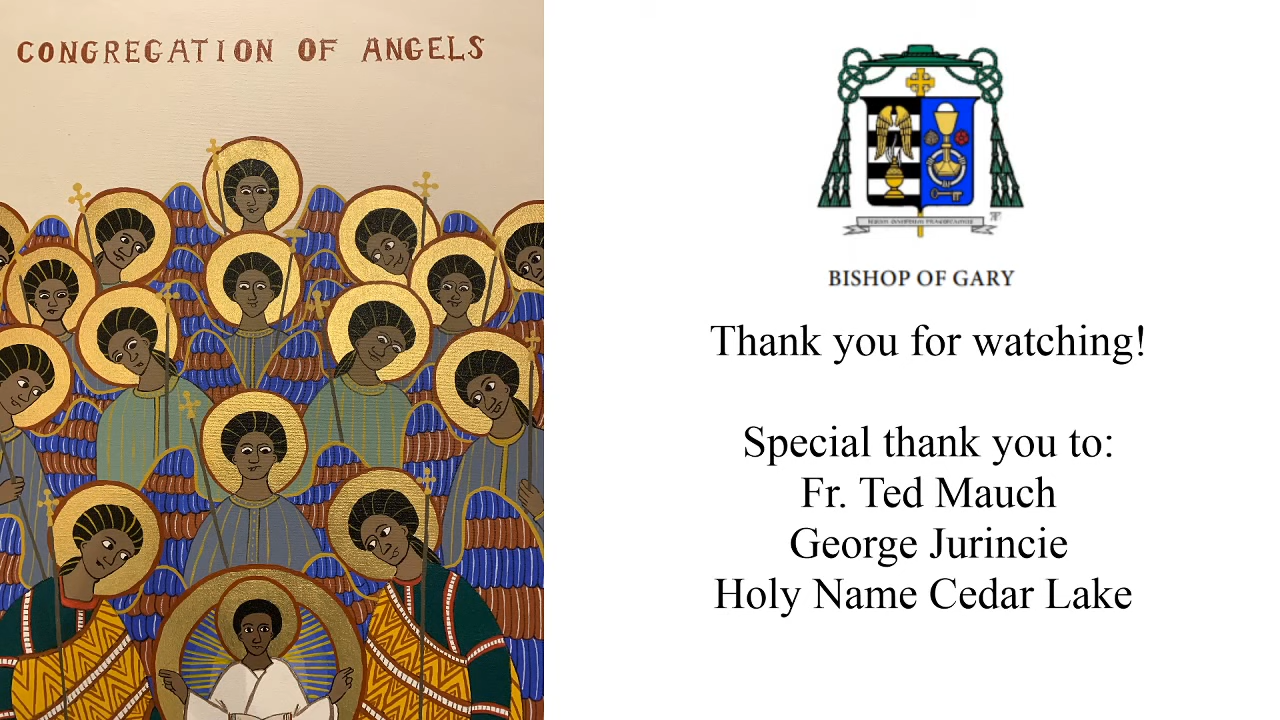 CONGREGATION OF ANGELS
BISHOP OF GARY
Thank you for watching!
Special thank you to:
Fr. Ted Mauch
George Jurincie
Holy Name Cedar Lake